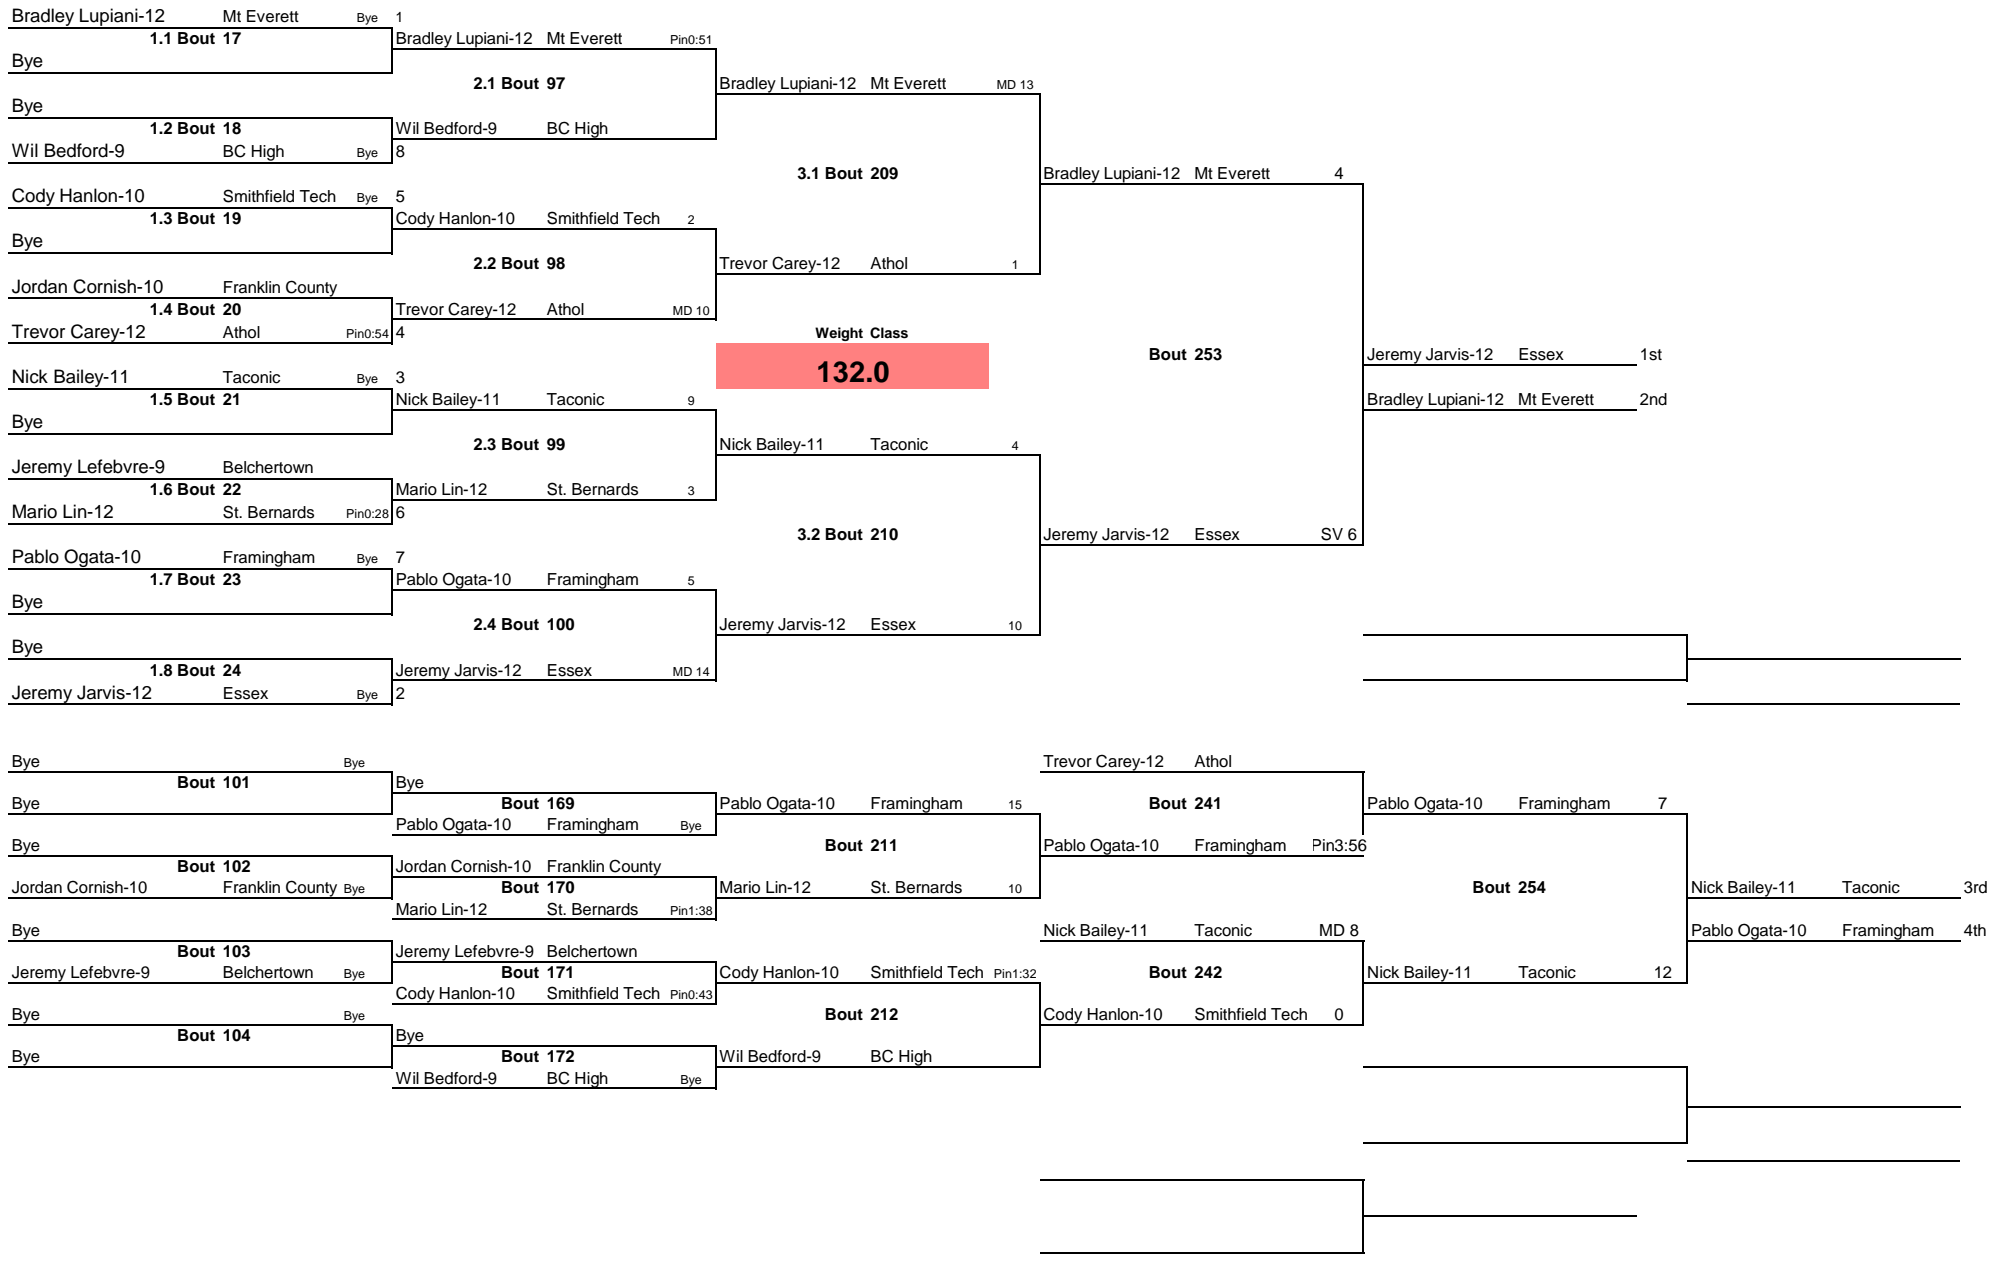 Bradley Lupiani-12 Mt Everett Bye 1
1.1 Bout 17
Bradley Lupiani-12 Mt Everett Pin0:51
Bye
2.1 Bout 97
Bradley Lupiani-12 Mt Everett MD 13
Bye
1.2 Bout 18
Wil Bedford-9 BC High
Wil Bedford-9 BC High Bye 8
3.1 Bout 209
Bradley Lupiani-12 Mt Everett 4
Cody Hanlon-10 Smithfield Tech Bye 5
1.3 Bout 19
Cody Hanlon-10 Smithfield Tech 2
Bye
2.2 Bout 98
Trevor Carey-12 Athol 1
Jordan Cornish-10 Franklin County
1.4 Bout 20
Trevor Carey-12 Athol MD 10
Trevor Carey-12 Athol Pin0:54 4
Weight Class
132.0
Bout 253
Jeremy Jarvis-12 Essex 1st
Nick Bailey-11 Taconic Bye 3
1.5 Bout 21
Nick Bailey-11 Taconic 9
Bradley Lupiani-12 Mt Everett 2nd
Bye
2.3 Bout 99
Nick Bailey-11 Taconic 4
Jeremy Lefebvre-9 Belchertown
1.6 Bout 22
Mario Lin-12 St. Bernards 3
Mario Lin-12 St. Bernards Pin0:28 6
3.2 Bout 210
Jeremy Jarvis-12 Essex SV 6
Pablo Ogata-10 Framingham Bye 7
1.7 Bout 23
Pablo Ogata-10 Framingham 5
Bye
2.4 Bout 100
Jeremy Jarvis-12 Essex 10
Bye
1.8 Bout 24
Jeremy Jarvis-12 Essex MD 14
Jeremy Jarvis-12 Essex Bye 2
Bye Bye
Trevor Carey-12 Athol
Bout 101
Bye
Bye
Bout 169
Pablo Ogata-10 Framingham 15
Bout 241
Pablo Ogata-10 Framingham 7
Pablo Ogata-10 Framingham Bye
Bye
Bout 211
Pablo Ogata-10 Framingham Pin3:56
Bout 102
Jordan Cornish-10 Franklin County
Jordan Cornish-10 Franklin County Bye
Bout 170
Mario Lin-12 St. Bernards 10
Bout 254
Nick Bailey-11 Taconic 3rd
Mario Lin-12 St. Bernards Pin1:38
Bye
Nick Bailey-11 Taconic MD 8
Pablo Ogata-10 Framingham 4th
Bout 103
Jeremy Lefebvre-9 Belchertown
Jeremy Lefebvre-9 Belchertown Bye
Bout 171
Cody Hanlon-10 Smithfield Tech Pin1:32
Bout 242
Nick Bailey-11 Taconic 12
Cody Hanlon-10 Smithfield Tech Pin0:43
Bye Bye
Bout 212
Cody Hanlon-10 Smithfield Tech 0
Bout 104
Bye
Bye
Bout 172
Wil Bedford-9 BC High
Wil Bedford-9 BC High Bye